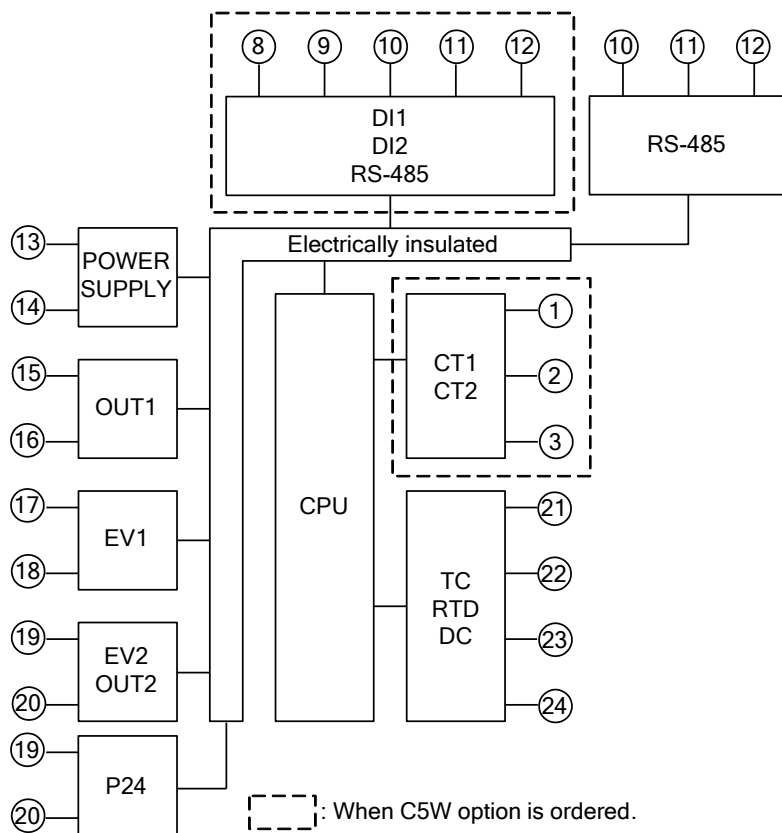 8 9 10 11 12
10 11 12
DI1
DI2
RS-485
RS-485
Electrically insulated
13
14
POWER
SUPPLY
15
16
OUT1
17
18
EV1
19
20
EV2
OUT2
19
20
P24
CPU
CT1
CT2
1
2
3
TC
RTD
DC
21
22
23
24
: When C5W option is ordered.